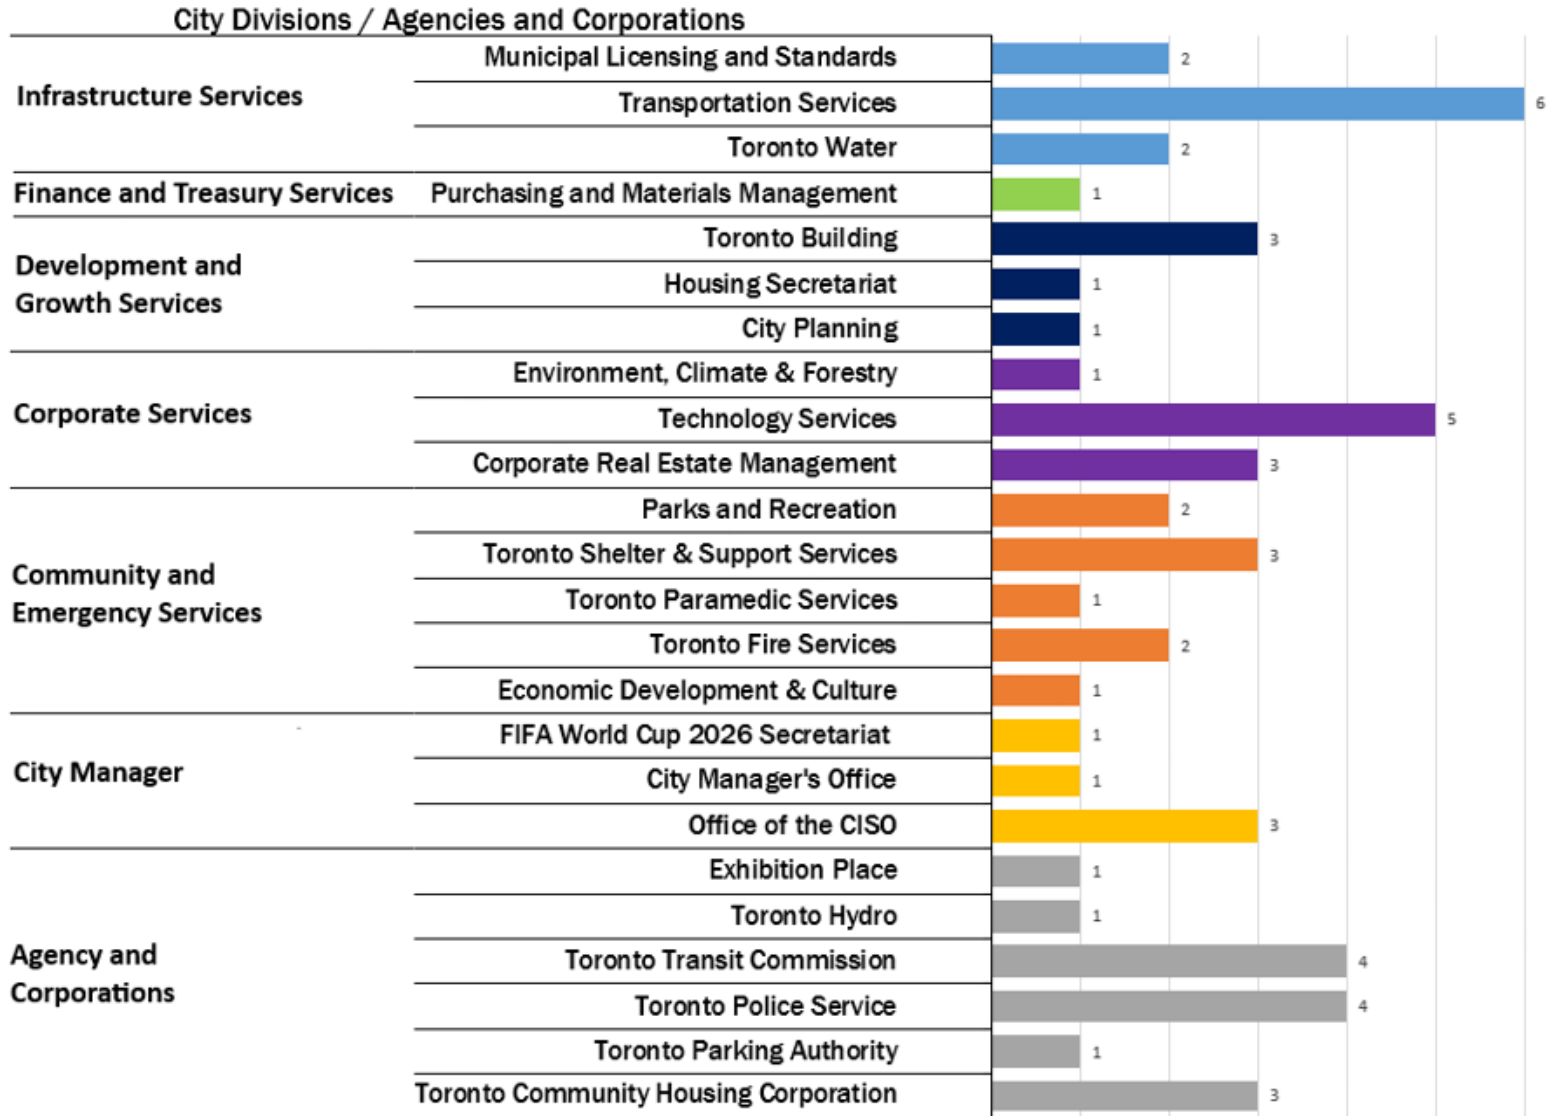 City Divisions / Agencies and Corporations
Infrastructure Services
Municipal Licensing and Standards 2
Transportation Services 6
Toronto Water 2
Finance and Treasury Services Purchasing and Materials Management 1
Development and
Growth Services
Toronto Building 3
Housing Secretariat 1
City Planning 1
Corporate Services
Environment, Climate & Forestry 1
Technology Services 5
Corporate Real Estate Management 3
Community and
Emergency Services
Parks and Recreation 2
Toronto Shelter & Support Services 3
Toronto Paramedic Services 1
Toronto Fire Services 2
Economic Development & Culture 1
City Manager
FIFA World Cup 2026 Secretariat 1
City Manager's Office 1
Office of the CISO 3
Agency and
Corporations
Exhibition Place 1
Toronto Hydro 1
Toronto Transit Commission 4
Toronto Police Service 4
Toronto Parking Authority 1
Toronto Community Housing Corporation 3